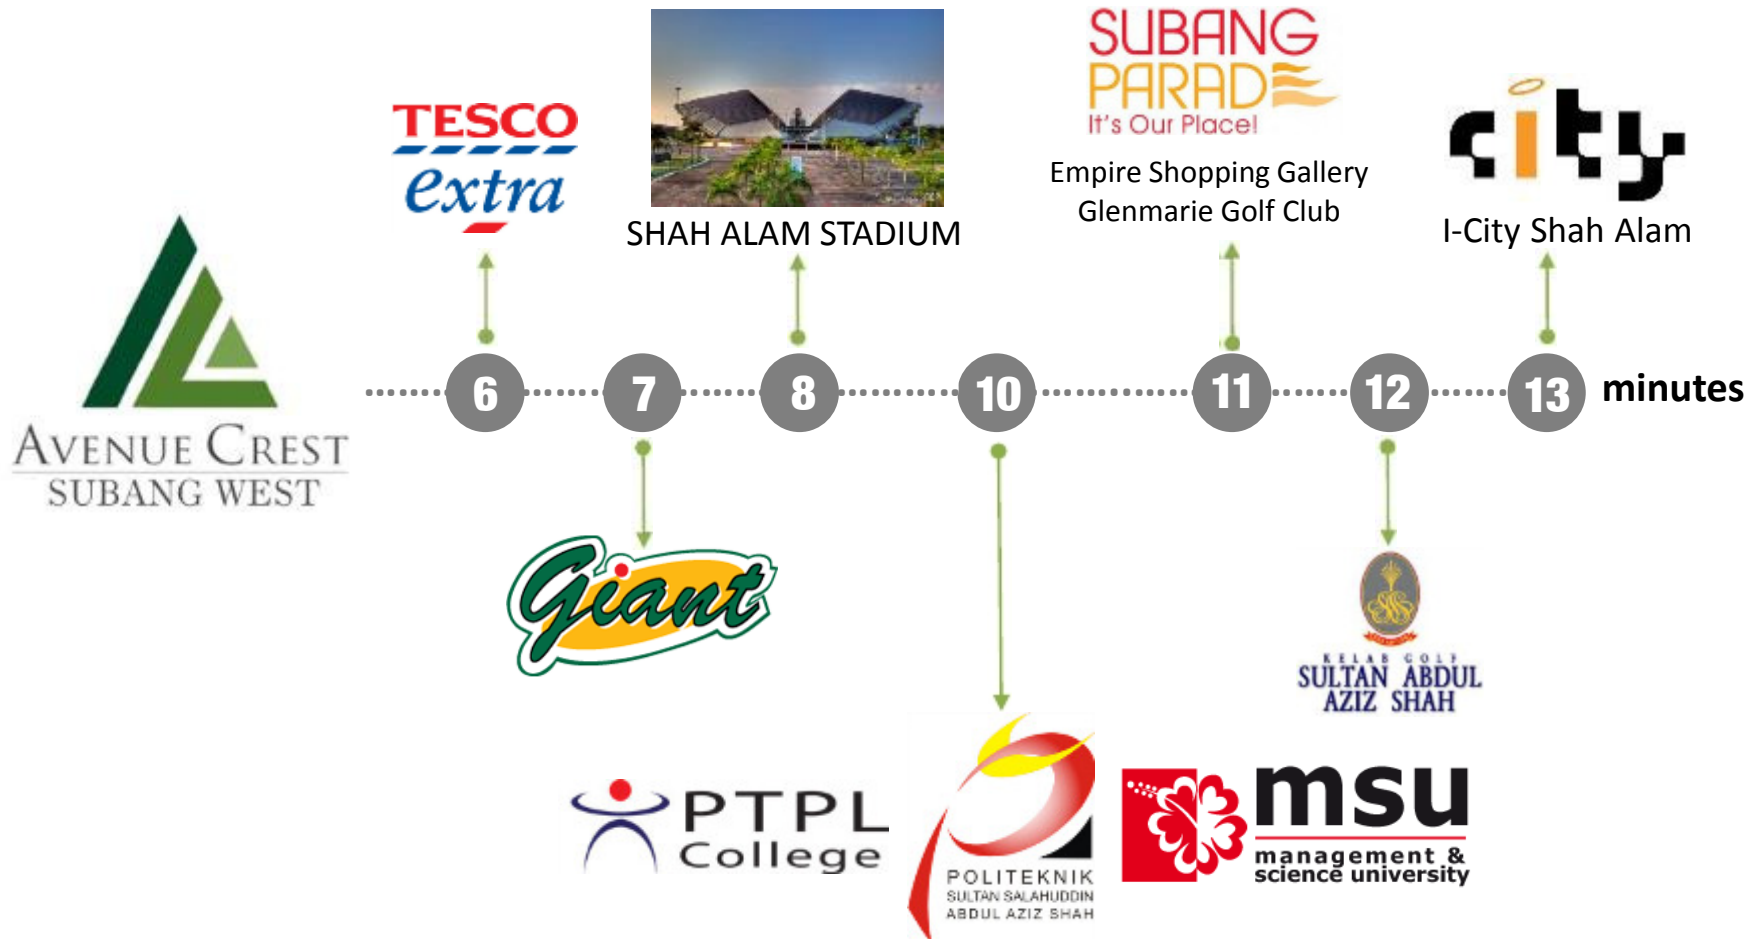 TESCO
extra
SHAH ALAM STADIUM
SUBANG
PARADE
It's Our Place!
Empire Shopping Gallery
Glenmarie Golf Club
city
I-City Shah Alam
AVENUE CREST
SUBANG WEST
6
7
8
10
11
12
13
minutes
Giant
KELAB GOLF
SULTAN ABDUL
AZIZ SHAH
PTPL
College
POLITEKNIK
SULTAN SALAHUDDIN
ABDUL AZIZ SHAH
msu
management &
science university